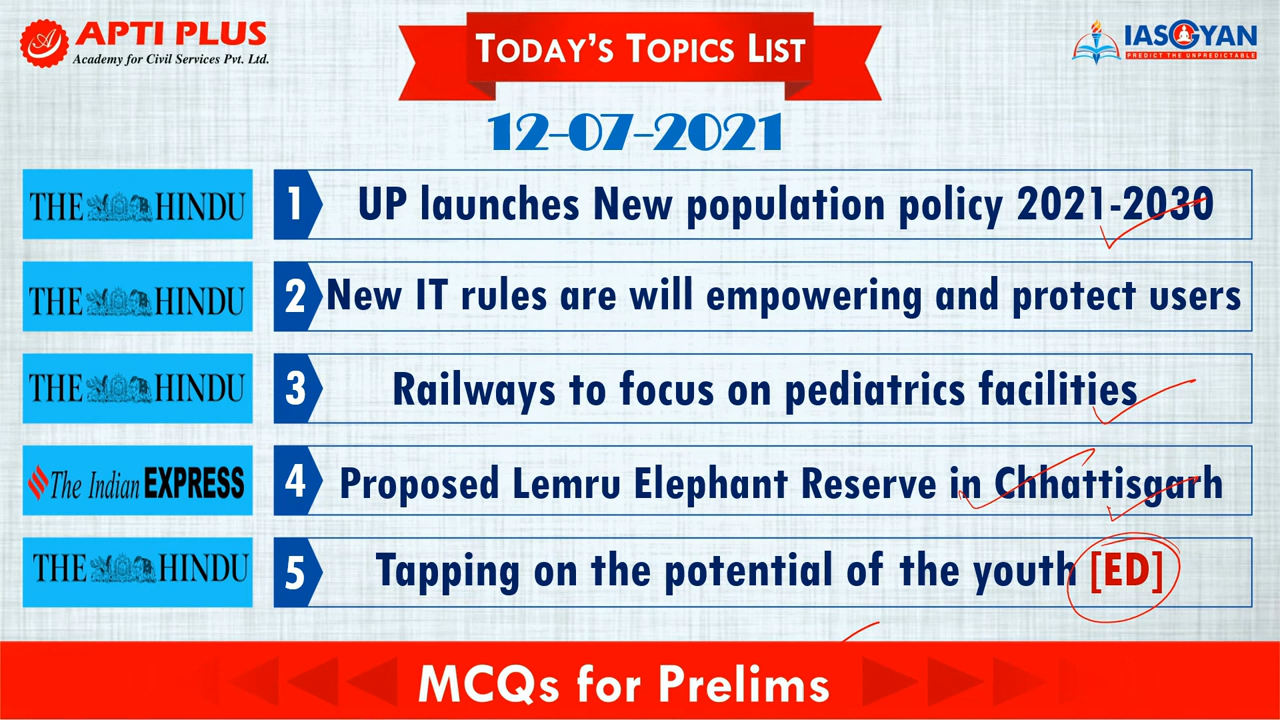 APTI PLUS
Academy for Civil Services Pvt. Ltd.
TODAY'S TOPICS LIST
IASGYAN
PREDICT THE UNPREDICTABLE
12-07-2021
THE HINDU
1 UP launches New population policy 2021-2030
THE HINDU
2 New IT rules are will empowering and protect users
THE HINDU
3 Railways to focus on pediatrics facilities
The Indian EXPRESS
4 Proposed Lemru Elephant Reserve in Chhattisgarh
THE HINDU
5 Tapping on the potential of the youth [ED]
MCQs for Prelims